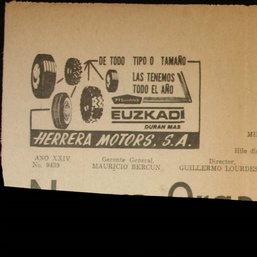 DE TODO TIPO O TAMAÑO
LAS TENEMOS
TODO EL AÑO
EUZKADI
DURAN MAS
HERRERA MOTORS, S.A.
AÑO XXIV
Gerente General,
Director,
No. 9459
MAURICIO BERCUN
GUILLERMO LOURDES